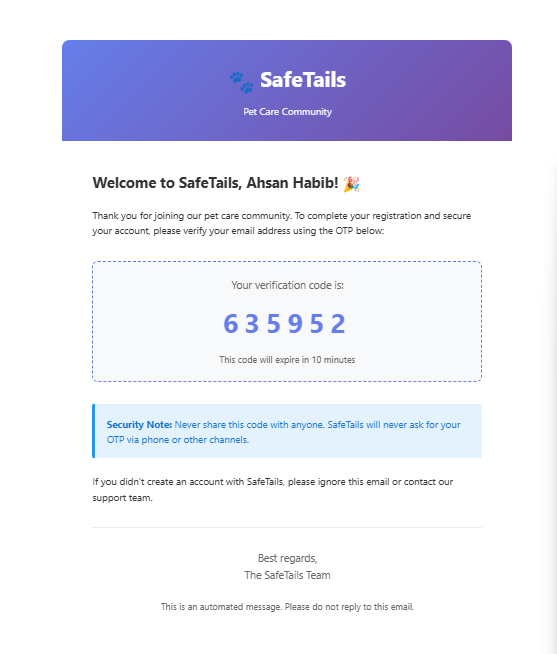 🐾 SafeTails
Pet Care Community
Welcome to SafeTails, Ahsan Habib! 🎉
Thank you for joining our pet care community. To complete your registration and secure
your account, please verify your email address using the OTP below:
Your verification code is:
635952
This code will expire in 10 minutes
Security Note: Never share this code with anyone. SafeTails will never ask for your
OTP via phone or other channels.
If you didn't create an account with SafeTails, please ignore this email or contact our
support team.
Best regards,
The SafeTails Team
This is an automated message. Please do not reply to this email.